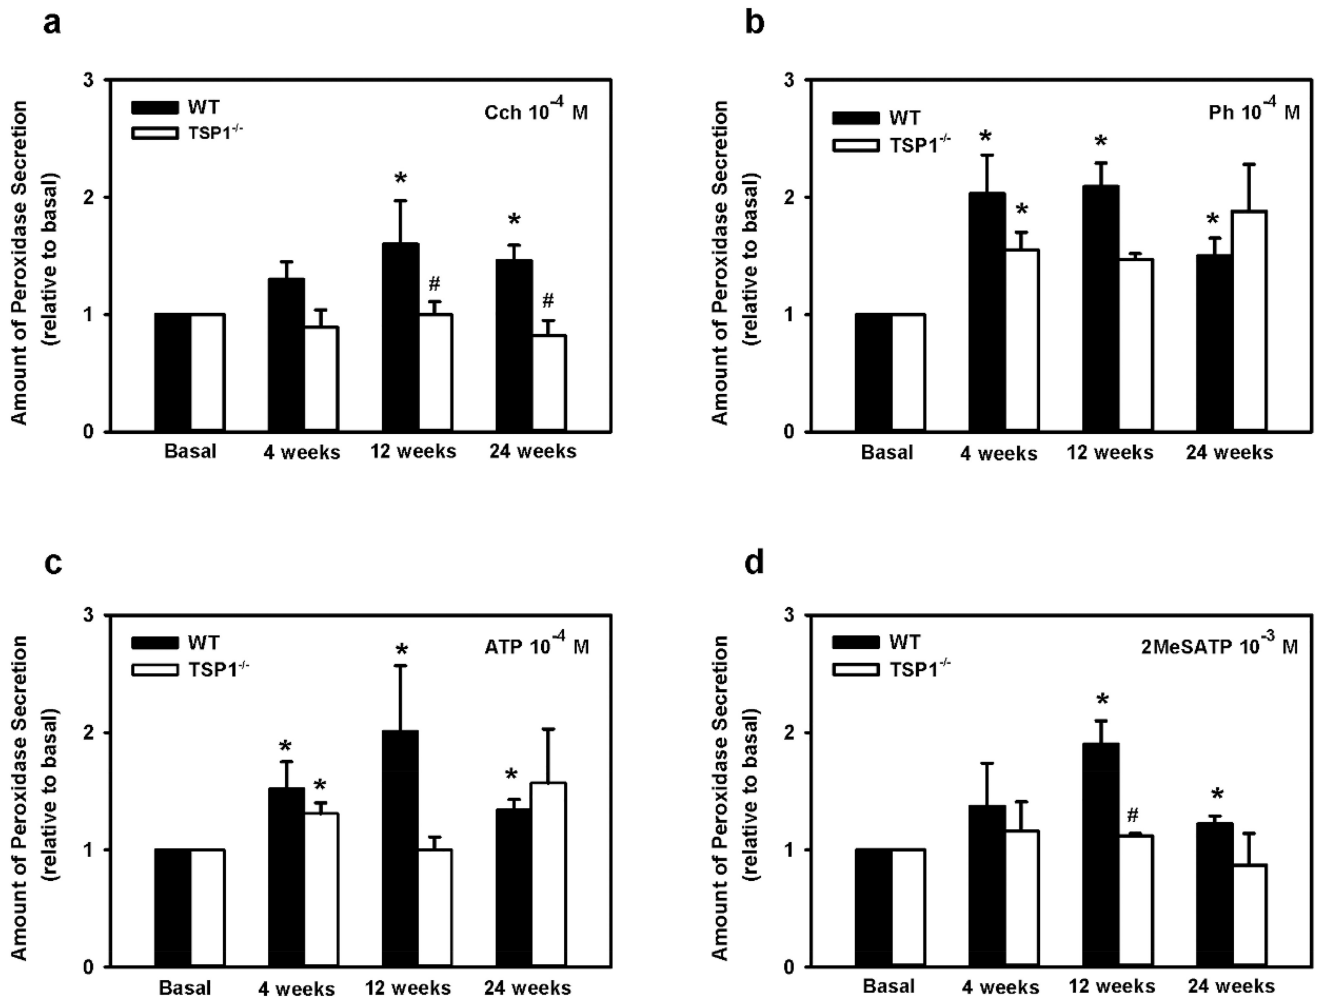 a
Amount of Peroxidase Secretion
(relative to basal)
3
2
1
0
WT
TSP1-/-
Cch 10-4 M
*
*
#
#
Basal 4 weeks 12 weeks 24 weeks
b
Amount of Peroxidase Secretion
(relative to basal)
3
2
1
0
WT
TSP1-/-
Ph 10-4 M
*
*
*
*
Basal 4 weeks 12 weeks 24 weeks
c
Amount of Peroxidase Secretion
(relative to basal)
3
2
1
0
WT
TSP1-/-
ATP 10-4 M
*
*
*
*
Basal 4 weeks 12 weeks 24 weeks
d
Amount of Peroxidase Secretion
(relative to basal)
3
2
1
0
WT
TSP1-/-
2MeSATP 10-3 M
*
#
*
Basal 4 weeks 12 weeks 24 weeks